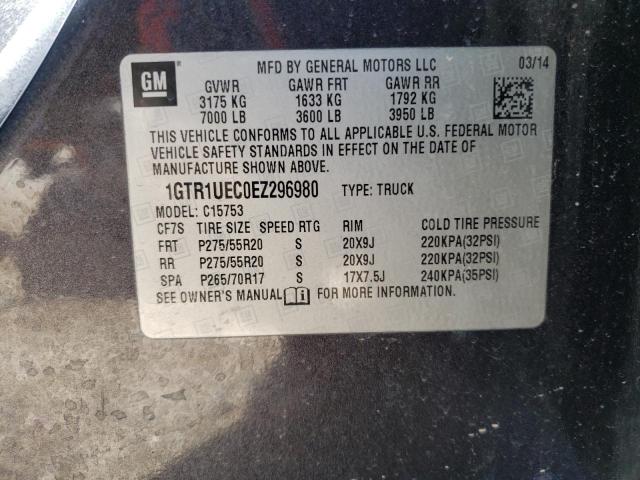 GM
MFD BY GENERAL MOTORS LLC 03/14
GVWR GAWR FRT GAWR RR
3175 KG 1633 KG 1792 KG
7000 LB 3600 LB 3950 LB
THIS VEHICLE CONFORMS TO ALL APPLICABLE U.S. FEDERAL MOTOR
VEHICLE SAFETY STANDARDS IN EFFECT ON THE DATE OF
MANUFACTURE SHOWN ABOVE.
1GTR1UEC0EZ296980 TYPE: TRUCK
MODEL: C15753
CF7S TIRE SIZE SPEED RTG RIM COLD TIRE PRESSURE
FRT P275/55R20 S 20X9J 220KPA(32PSI)
RR P275/55R20 S 20X9J 220KPA(32PSI)
SPA P265/70R17 S 17X7.5J 240KPA(35PSI)
SEE OWNER'S MANUAL FOR MORE INFORMATION.